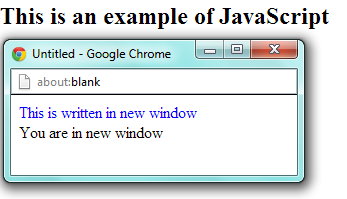 This is an example of JavaScript
Untitled - Google Chrome
about:blank
This is written in new window
You are in new window